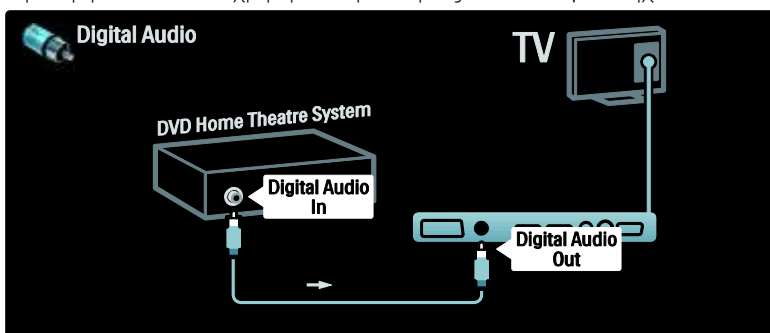 Digital Audio
TV
DVD Home Theatre System
Digital Audio
In
Digital Audio
Out